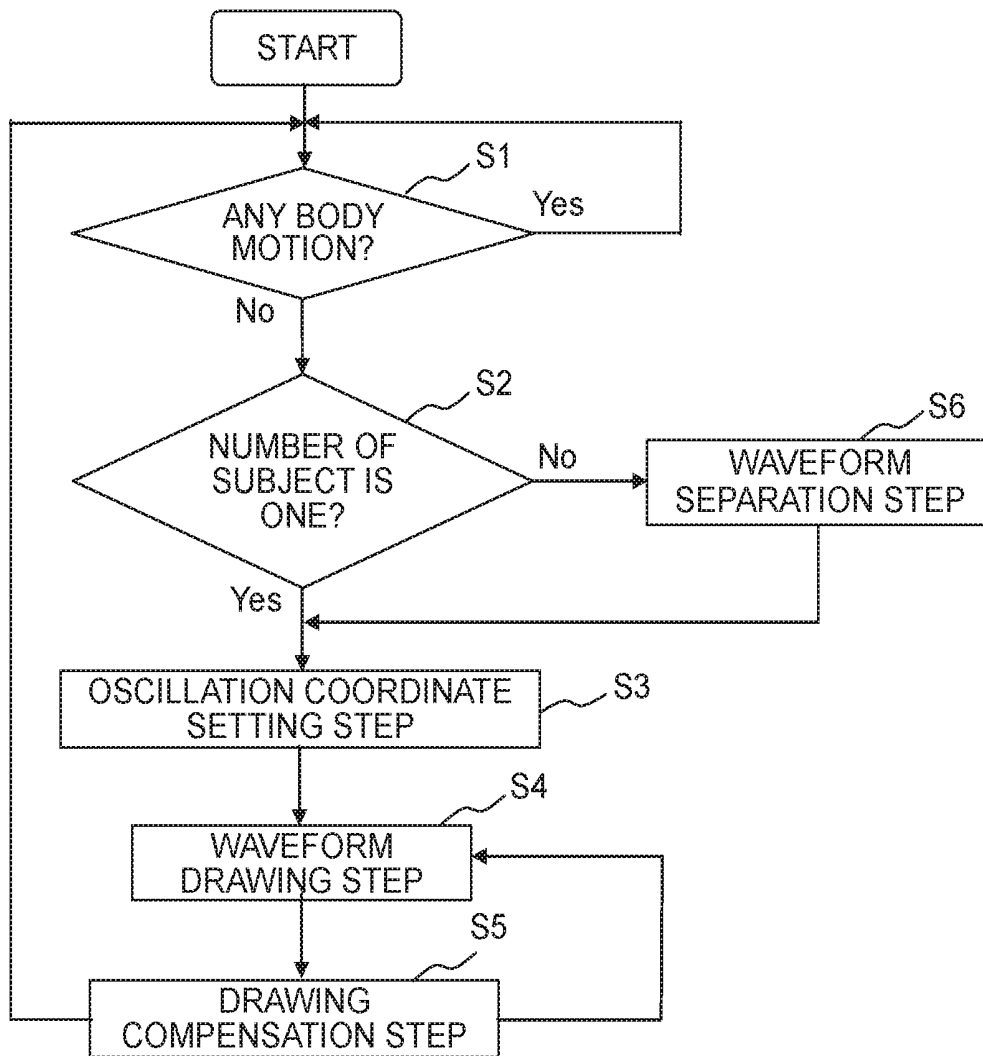 START
S1
ANY BODY
MOTION?
Yes
No
S2
NUMBER OF
SUBJECT IS
ONE?
No
Yes
S6
WAVEFORM
SEPARATION STEP
OSCILLATION COORDINATE
SETTING STEP
S3
S4
WAVEFORM
DRAWING STEP
S5
DRAWING
COMPENSATION STEP